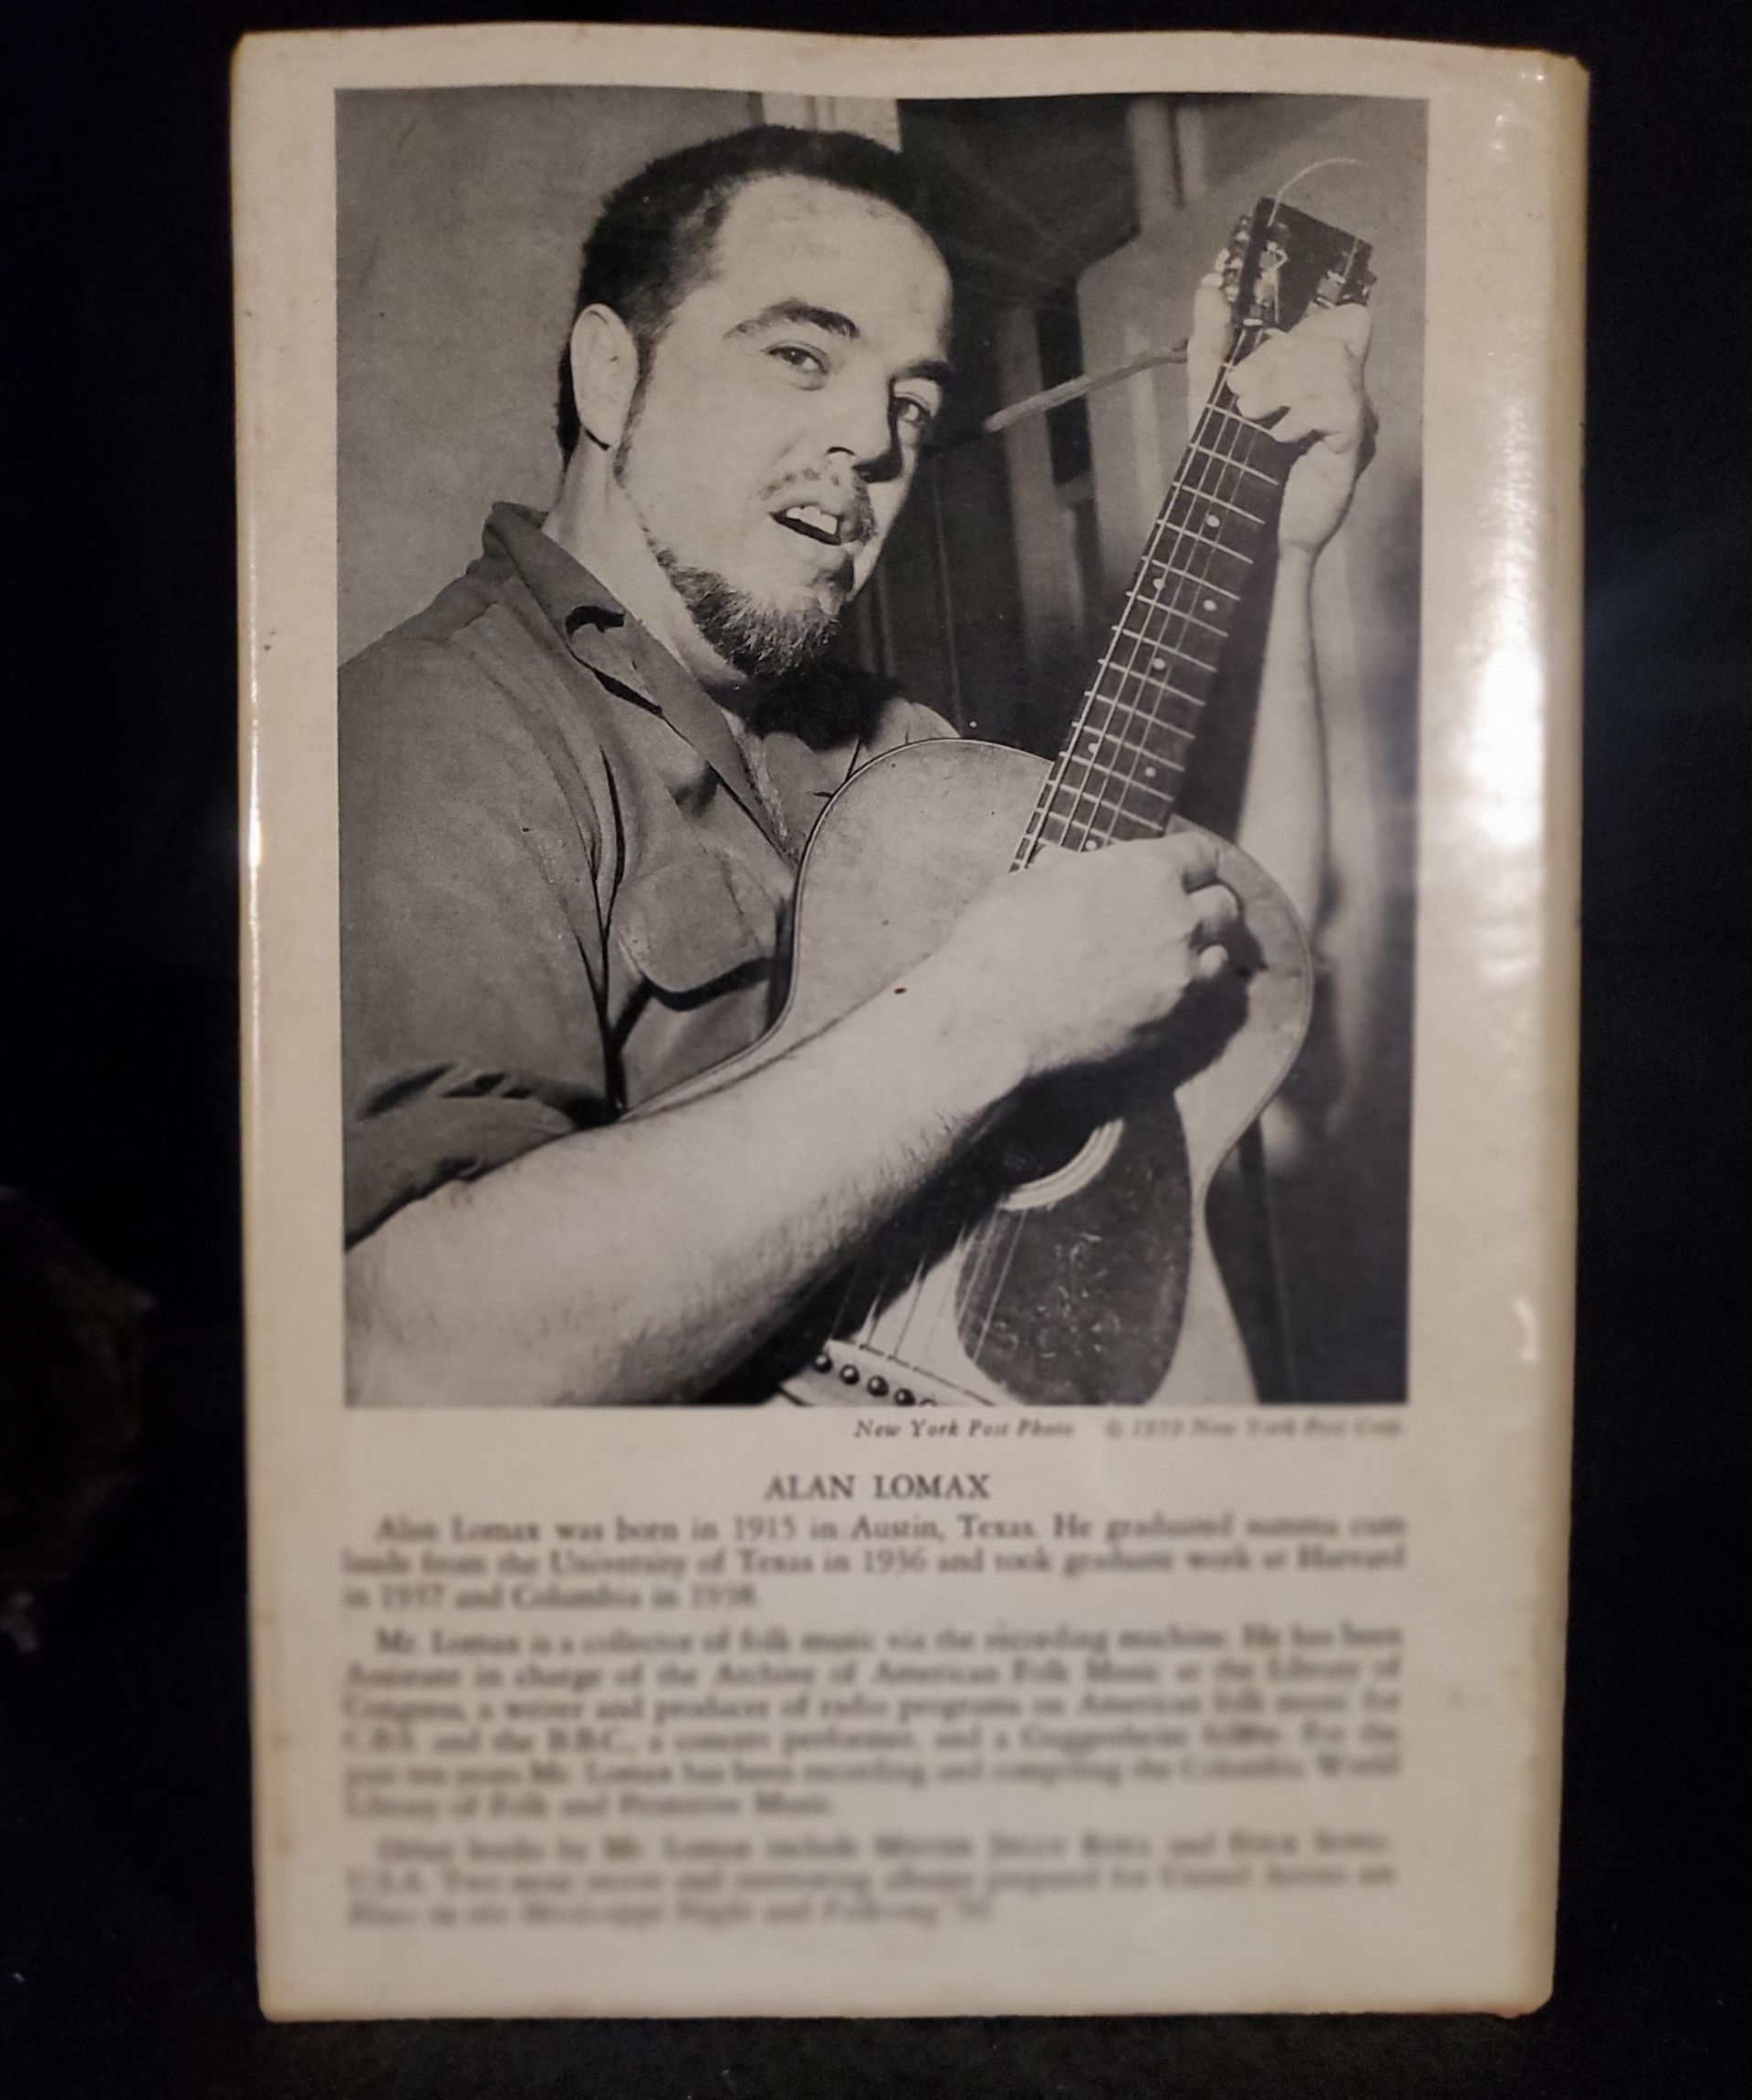 New York Post Photo © 1959 New York Post Corp.
ALAN LOMAX
Alan Lomax was born in 1915 in Austin, Texas. He graduated summa cum
laude from the University of Texas in 1936 and took graduate work at Harvard
in 1937 and Columbia in 1938.
Mr. Lomax is a collector of folk music via the recording machine. He has been
Assistant in charge of the Archive of American Folk Music at the Library of
Congress, a writer and producer of radio programs on American folk music for
C.B.S. and the B.B.C., a concert performer, and a Guggenheim fellow. For the
past ten years Mr. Lomax has been recording and compiling the Columbia World
Library of Folk and Primitive Music.
Other books by Mr. Lomax include MISTER JELLY ROLL and FOLK SONG:
U.S.A. Two most recent and interesting albums prepared for United Artists are
Blues in the Mississippi Night and Folksong '59.